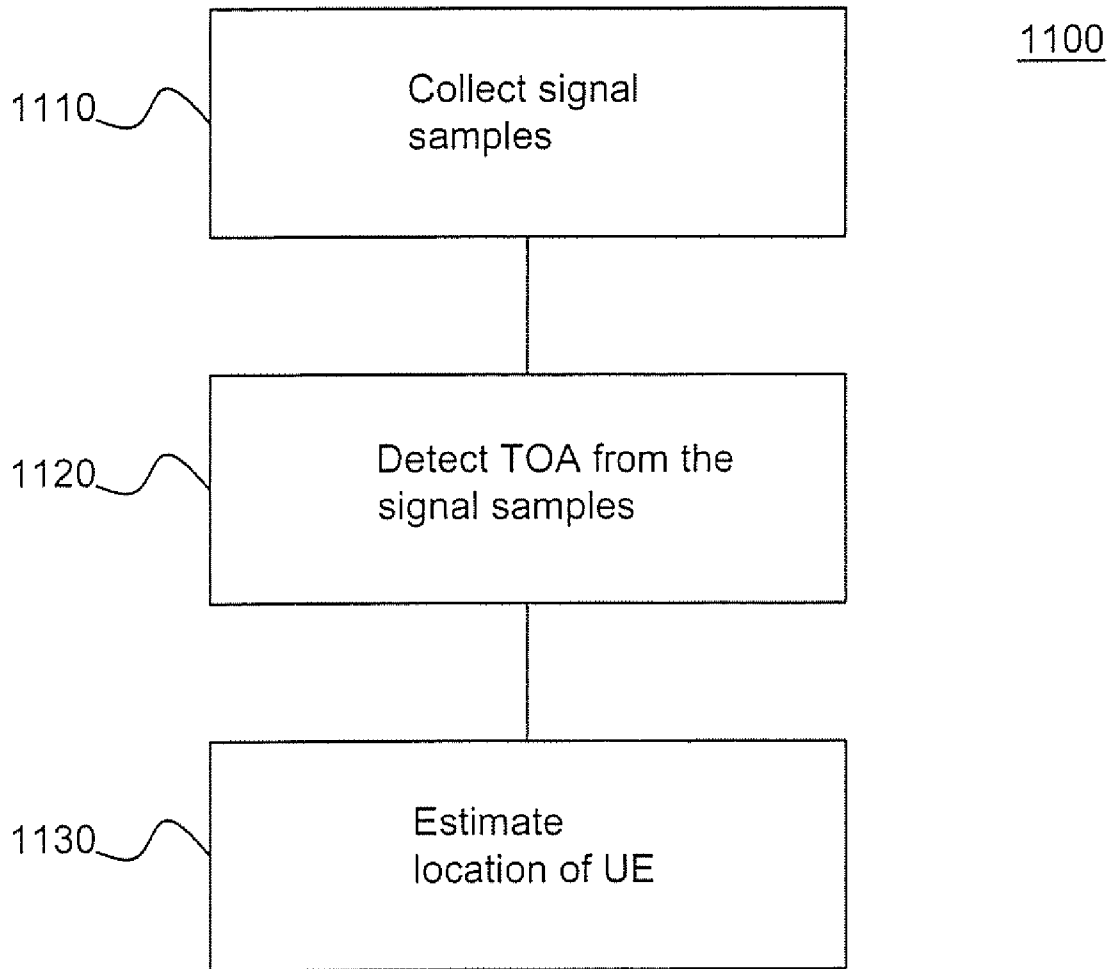 1100
1110
Collect signal
samples
1120
Detect TOA from the
signal samples
1130
Estimate
location of UE